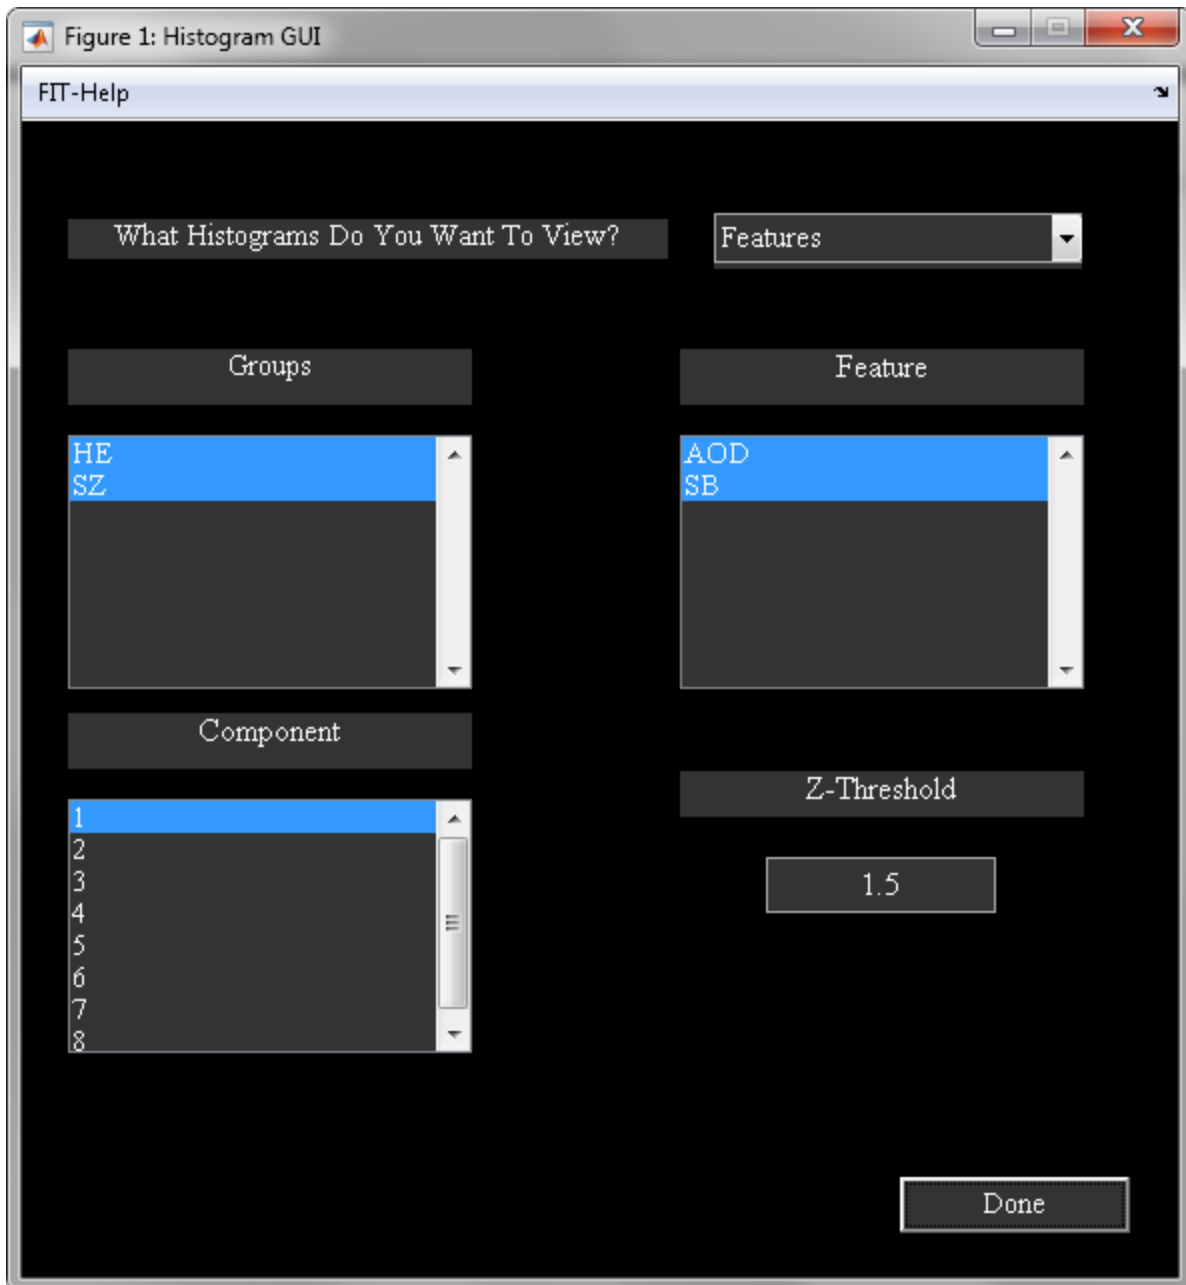 Figure 1: Histogram GUI
FIT-Help
What Histograms Do You Want To View?
Features
Groups
Feature
HE
SZ
AOD
SB
Component
Z-Threshold
1
2
3
4
5
6
7
8
1.5
Done